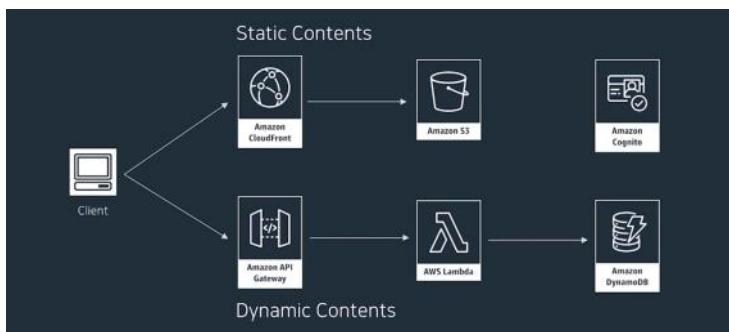 Static Contents
Amazon
CloudFront
Amazon S3
Amazon
Cognito
Client
Amazon API
Gateway
AWS Lambda
Amazon
DynamoDB
Dynamic Contents